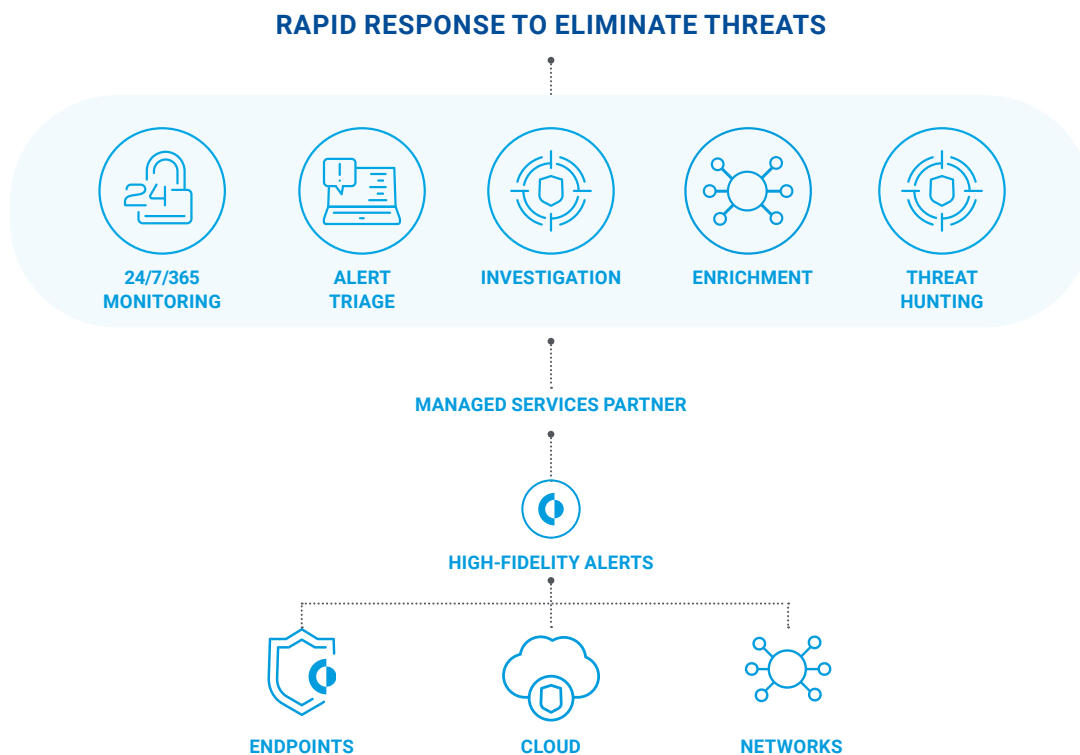 RAPID RESPONSE TO ELIMINATE THREATS
24
24/7/365
MONITORING
ALERT
TRIAGE
INVESTIGATION
ENRICHMENT
THREAT
HUNTING
MANAGED SERVICES PARTNER
HIGH-FIDELITY ALERTS
ENDPOINTS
CLOUD
NETWORKS